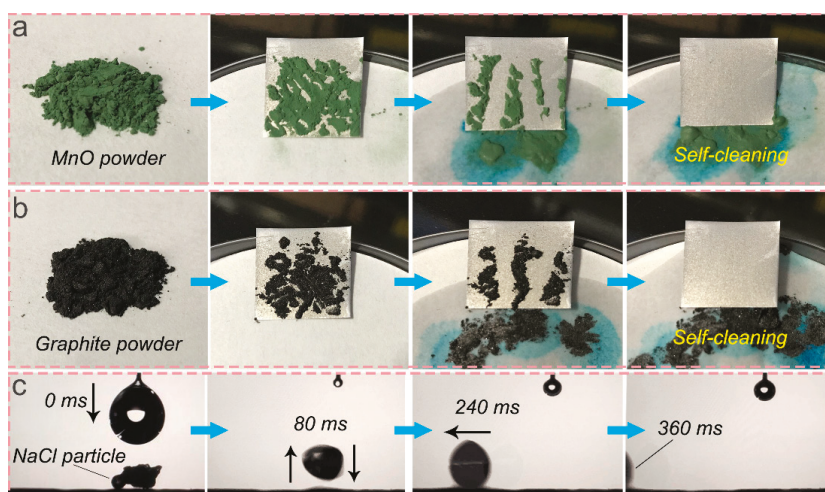 a
MnO powder
Self-cleaning
b
Graphite powder
Self-cleaning
c
0 ms
NaCl particle
80 ms
240 ms
360 ms